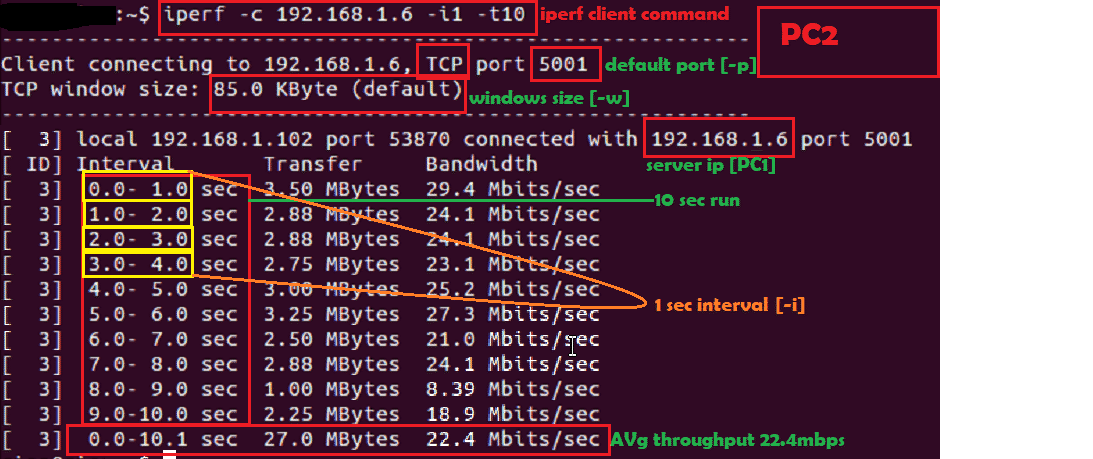 :~$ iperf -c 192.168.1.6 -i1 -t10 iperf client command
PC2
------------------------------------------------------------
Client connecting to 192.168.1.6, TCP port 5001 default port [-p]
TCP window size: 85.0 KByte (default) windows size [-w]
------------------------------------------------------------
[  3] local 192.168.1.102 port 53870 connected with 192.168.1.6 port 5001
[ ID] Interval       Transfer     Bandwidth server ip [PC1]
[  3]  0.0- 1.0 sec  3.50 MBytes  29.4 Mbits/sec
10 sec run
[  3]  1.0- 2.0 sec  2.88 MBytes  24.1 Mbits/sec
[  3]  2.0- 3.0 sec  2.88 MBytes  24.1 Mbits/sec
[  3]  3.0- 4.0 sec  2.75 MBytes  23.1 Mbits/sec
[  3]  4.0- 5.0 sec  3.00 MBytes  25.2 Mbits/sec
1 sec interval [-i]
[  3]  5.0- 6.0 sec  3.25 MBytes  27.3 Mbits/sec
[  3]  6.0- 7.0 sec  2.50 MBytes  21.0 Mbits/sec
[  3]  7.0- 8.0 sec  2.88 MBytes  24.1 Mbits/sec
[  3]  8.0- 9.0 sec  1.00 MBytes  8.39 Mbits/sec
[  3]  9.0-10.0 sec  2.25 MBytes  18.9 Mbits/sec
[  3]  0.0-10.1 sec  27.0 MBytes  22.4 Mbits/sec AVg throughput 22.4mbps